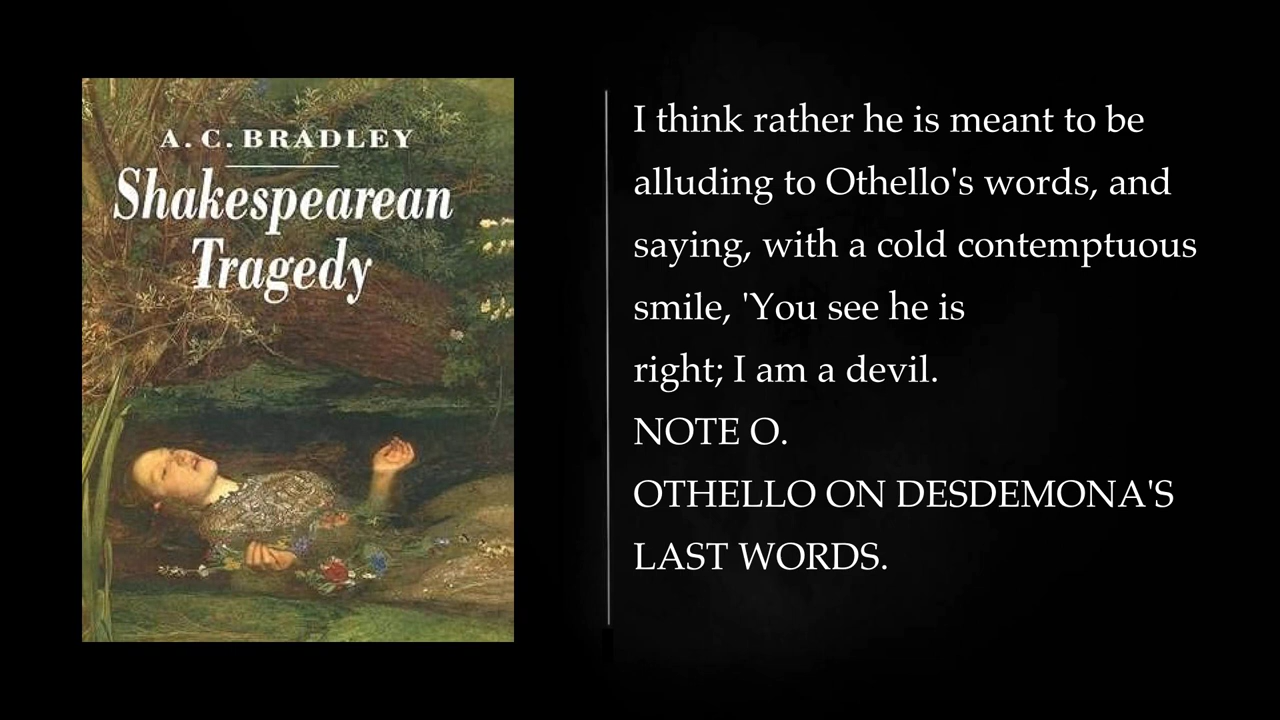 A. C. BRADLEY
Shakespearean
Tragedy
I think rather he is meant to be
alluding to Othello's words, and
saying, with a cold contemptuous
smile, 'You see he is
right; I am a devil.
NOTE O.
OTHELLO ON DESDEMONA'S
LAST WORDS.